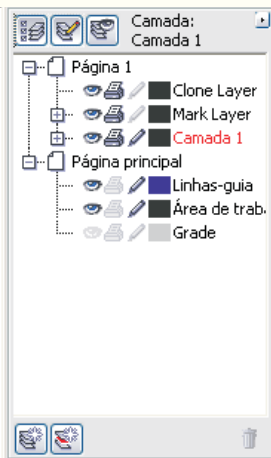 Camada:
Camada 1
Página 1
Clone Layer
Mark Layer
Camada 1
Página principal
Linhas-guia
Área de trab
Grade